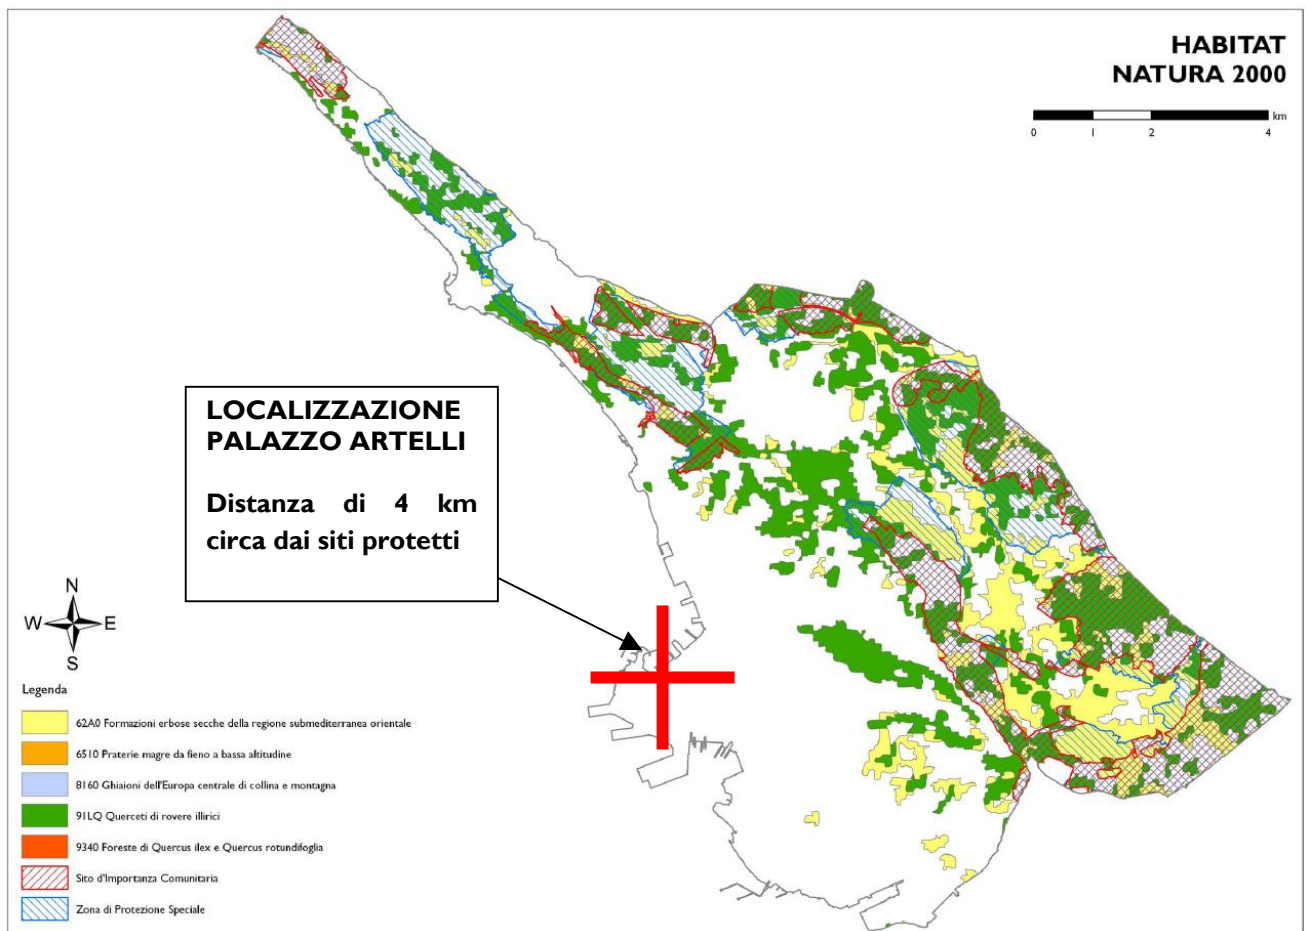 HABITAT
NATURA 2000
km
0 1 2 4
LOCALIZZAZIONE
PALAZZO ARTELLI
Distanza di 4 km
circa dai siti protetti
N
W E
S
Legenda
62A0 Formazioni erbose secche della regione submediterranea orientale
6510 Praterie magre da fieno a bassa altitudine
8160 Ghiaioni dell'Europa centrale di collina e montagna
91LQ Querceti di rovere illirici
9340 Foreste di Quercus ilex e Quercus rotundifoglia
Sito d'Importanza Comunitaria
Zona di Protezione Speciale